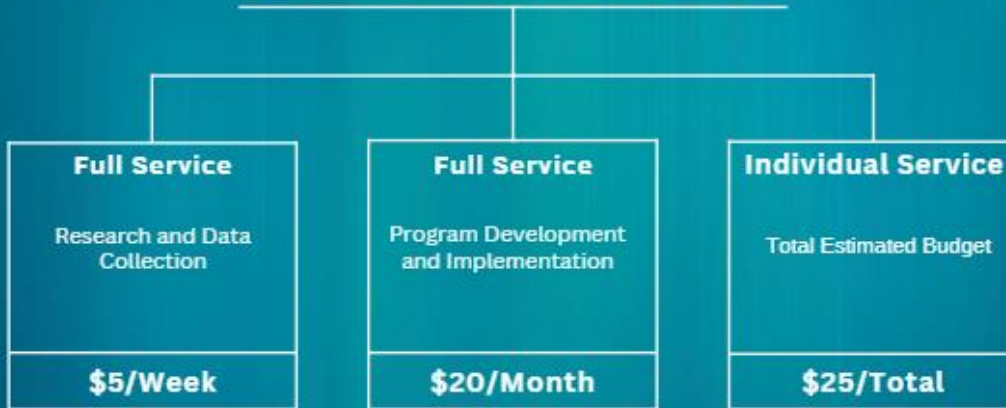 Full Service
Research and Data
Collection
$5/Week
Full Service
Program Development
and Implementation
$20/Month
Individual Service
Total Estimated Budget
$25/Total